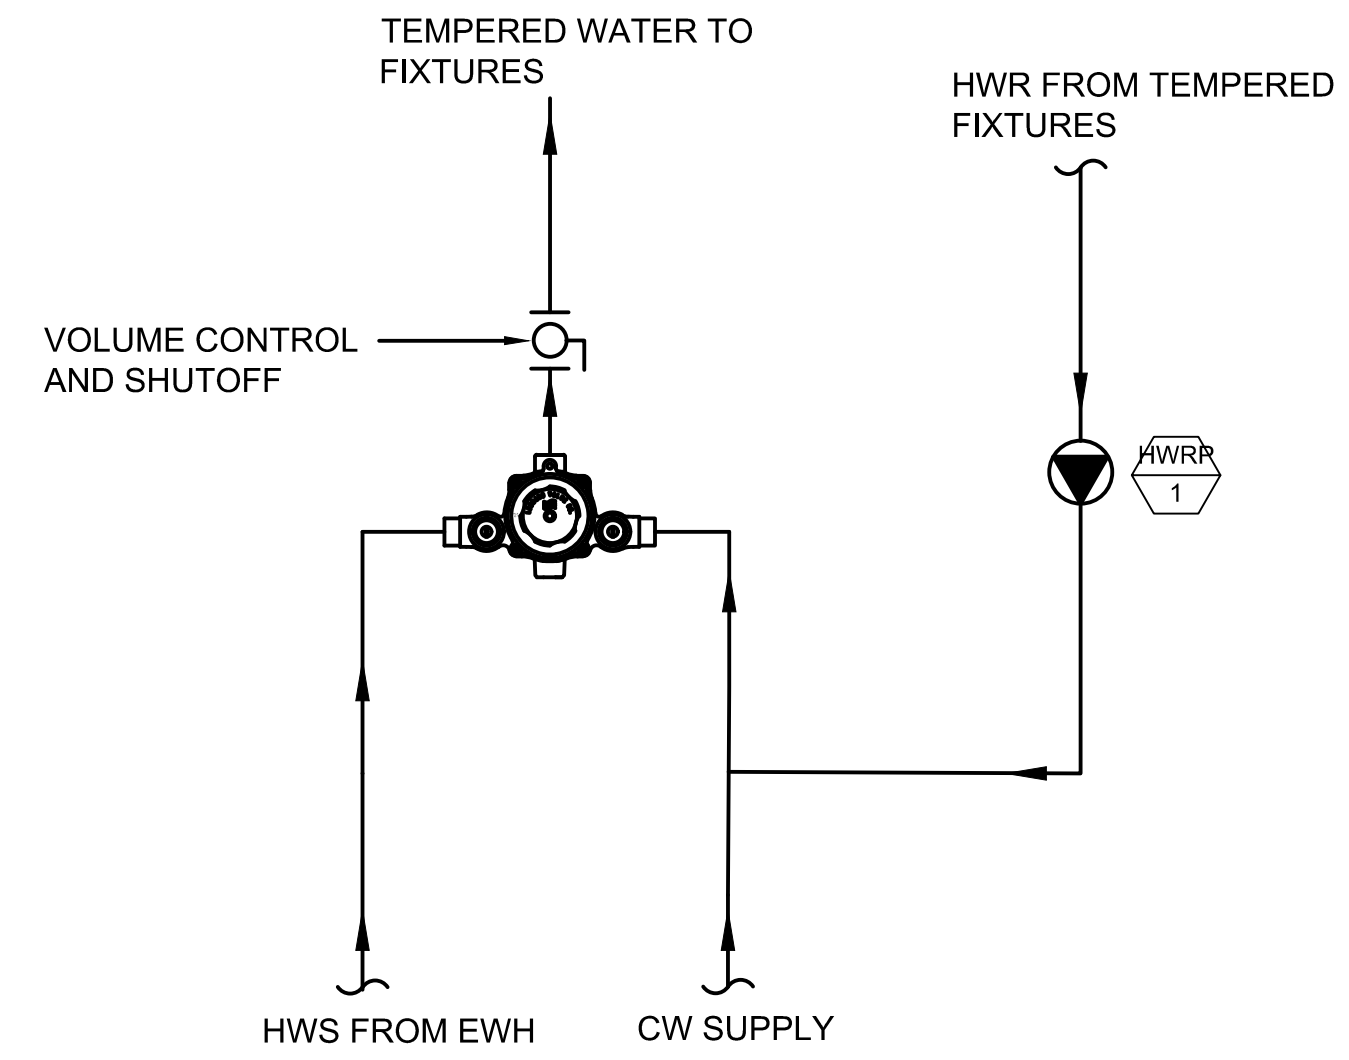 TEMPERED WATER TO
FIXTURES
HWR FROM TEMPERED
FIXTURES
VOLUME CONTROL
AND SHUTOFF
HWRP
1
HWS FROM EWH
CW SUPPLY